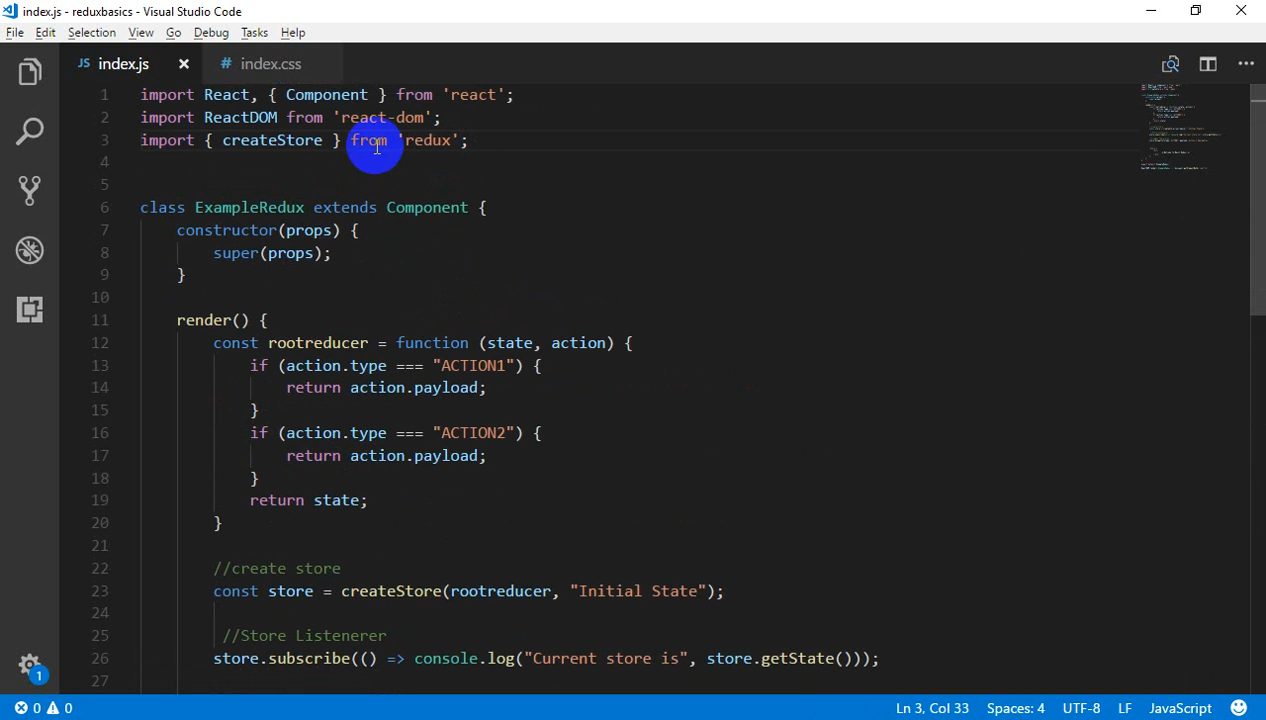 index.js - reduxbasics - Visual Studio Code
File Edit Selection View Go Debug Tasks Help
JS index.js # index.css
1 import React, { Component } from 'react';
2 import ReactDOM from 'react-dom';
3 import { createStore } from 'redux';
4
5
6 class ExampleRedux extends Component {
7 constructor(props) {
8 super(props);
9 }
10
11 render() {
12 const rootreducer = function (state, action) {
13 if (action.type === "ACTION1") {
14 return action.payload;
15 }
16 if (action.type === "ACTION2") {
17 return action.payload;
18 }
19 return state;
20 }
21
22 //create store
23 const store = createStore(rootreducer, "Initial State");
24
25 //Store Listenerer
26 store.subscribe(() => console.log("Current store is", store.getState()));
27
1
0 0 Ln 3, Col 33 Spaces: 4 UTF-8 LF JavaScript